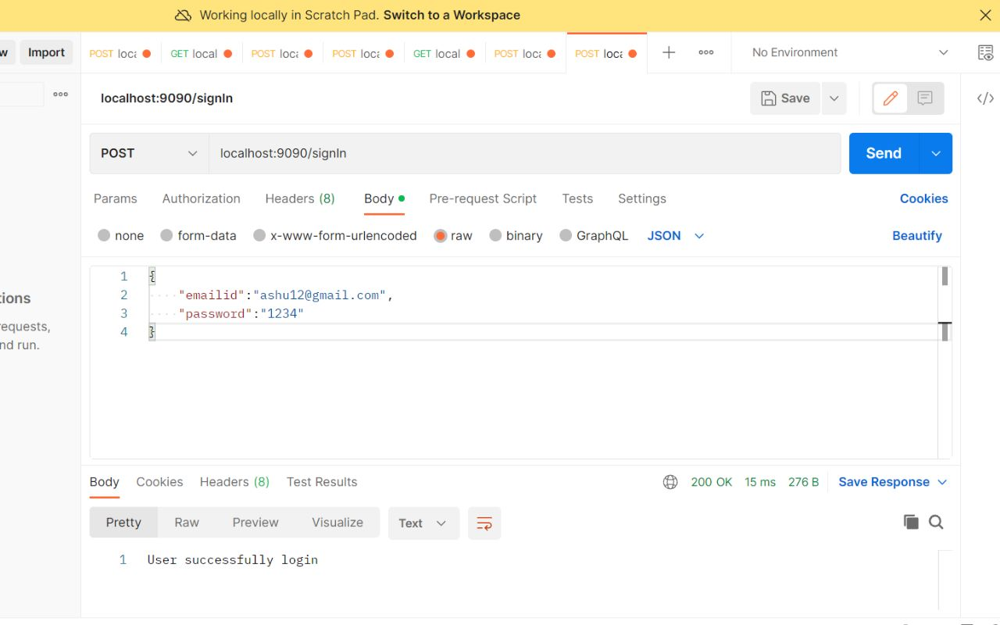 Working locally in Scratch Pad. Switch to a Workspace
w Import POST loca GET local POST loca POST loca GET local POST loca POST loca No Environment
localhost:9090/signIn Save
POST localhost:9090/signIn Send
Params Authorization Headers (8) Body Pre-request Script Tests Settings Cookies
none form-data x-www-form-urlencoded raw binary GraphQL JSON Beautify
1 {
2 "emailid":"ashu12@gmail.com",
3 "password":"1234"
4 }
tions
requests,
nd run.
Body Cookies Headers (8) Test Results 200 OK 15 ms 276 B Save Response
Pretty Raw Preview Visualize Text
1 User successfully login